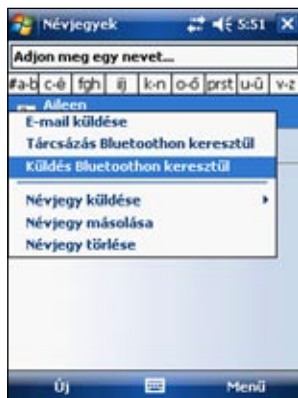 Névjegyek 5:51
Adjon meg egy nevet...
#a-b c-é fgh ij k-n o-ő prst u-ű v-z
Aileen
E-mail küldése
Tárcsázás Bluetoothon keresztül
Küldés Bluetoothon keresztül
Névjegy küldése
Névjegy másolása
Névjegy törlése
Új Menü